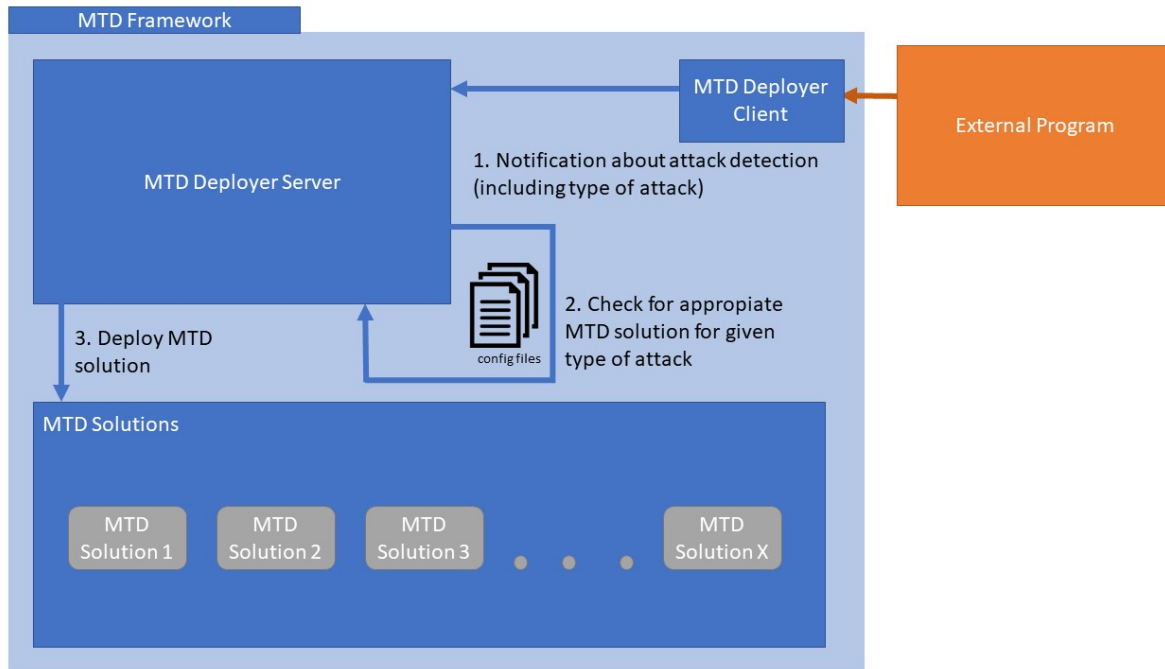 MTD Framework
MTD Deployer Server
MTD Deployer
Client
External Program
1. Notification about attack detection
(including type of attack)
config files
2. Check for appropiate
MTD solution for given
type of attack
3. Deploy MTD
solution
MTD Solutions
MTD
Solution 1
MTD
Solution 2
MTD
Solution 3
MTD
Solution X